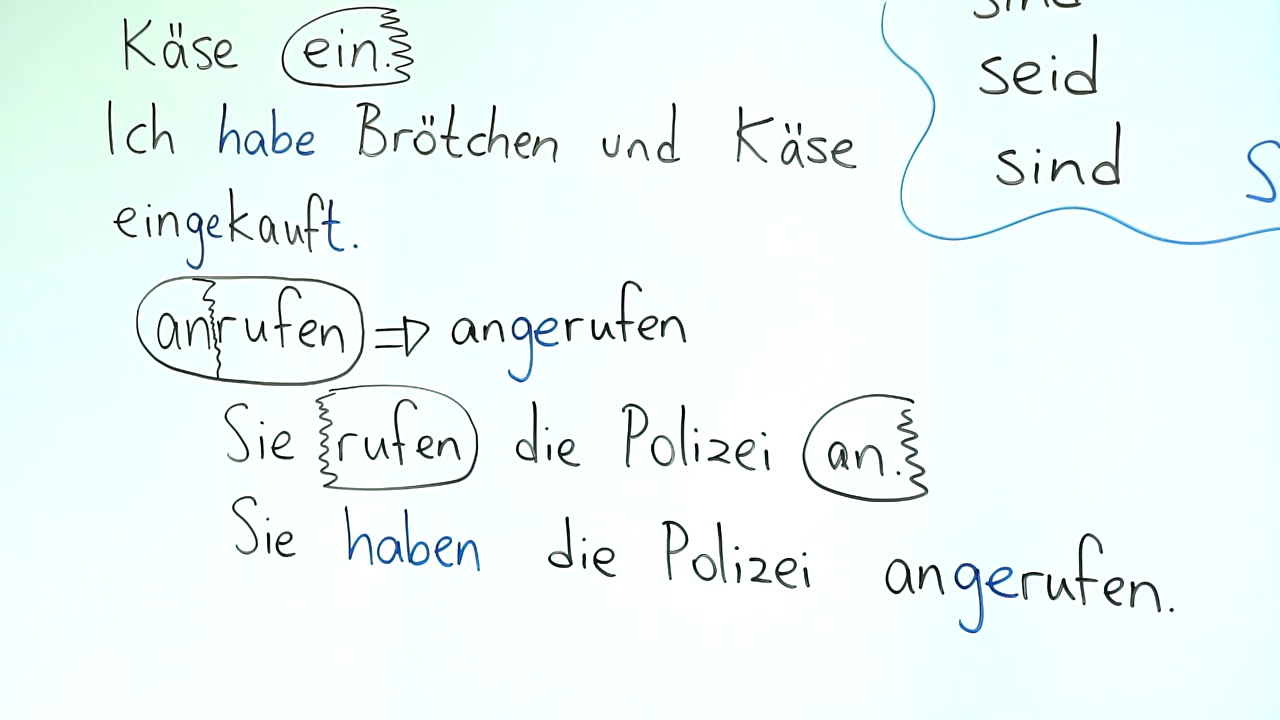 Käse ein.
Ich habe Brötchen und Käse
eingekauft.
anrufen ⇒ angerufen
Sie rufen die Polizei an.
Sie haben die Polizei angerufen.
sind
seid
sind